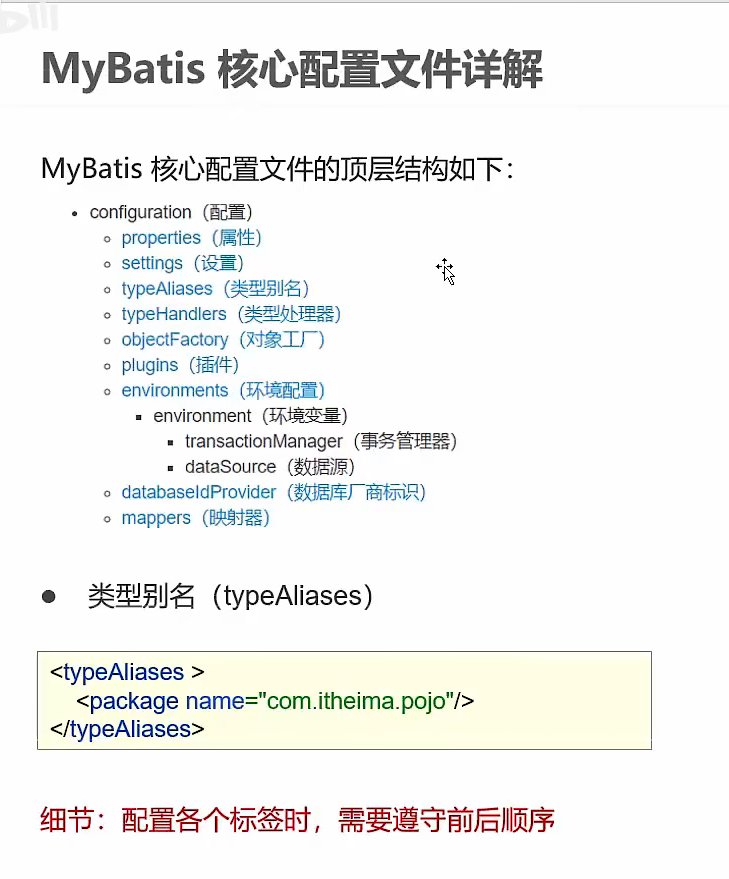 MyBatis 核心配置文件详解
MyBatis 核心配置文件的顶层结构如下：
configuration（配置）
properties（属性）
settings（设置）
typeAliases（类型别名）
typeHandlers（类型处理器）
objectFactory（对象工厂）
plugins（插件）
environments（环境配置）
environment（环境变量）
transactionManager（事务管理器）
dataSource（数据源）
databaseIdProvider（数据库厂商标识）
mappers（映射器）
类型别名（typeAliases）
<typeAliases >
<package name="com.itheima.pojo"/>
</typeAliases>
细节：配置各个标签时，需要遵守前后顺序